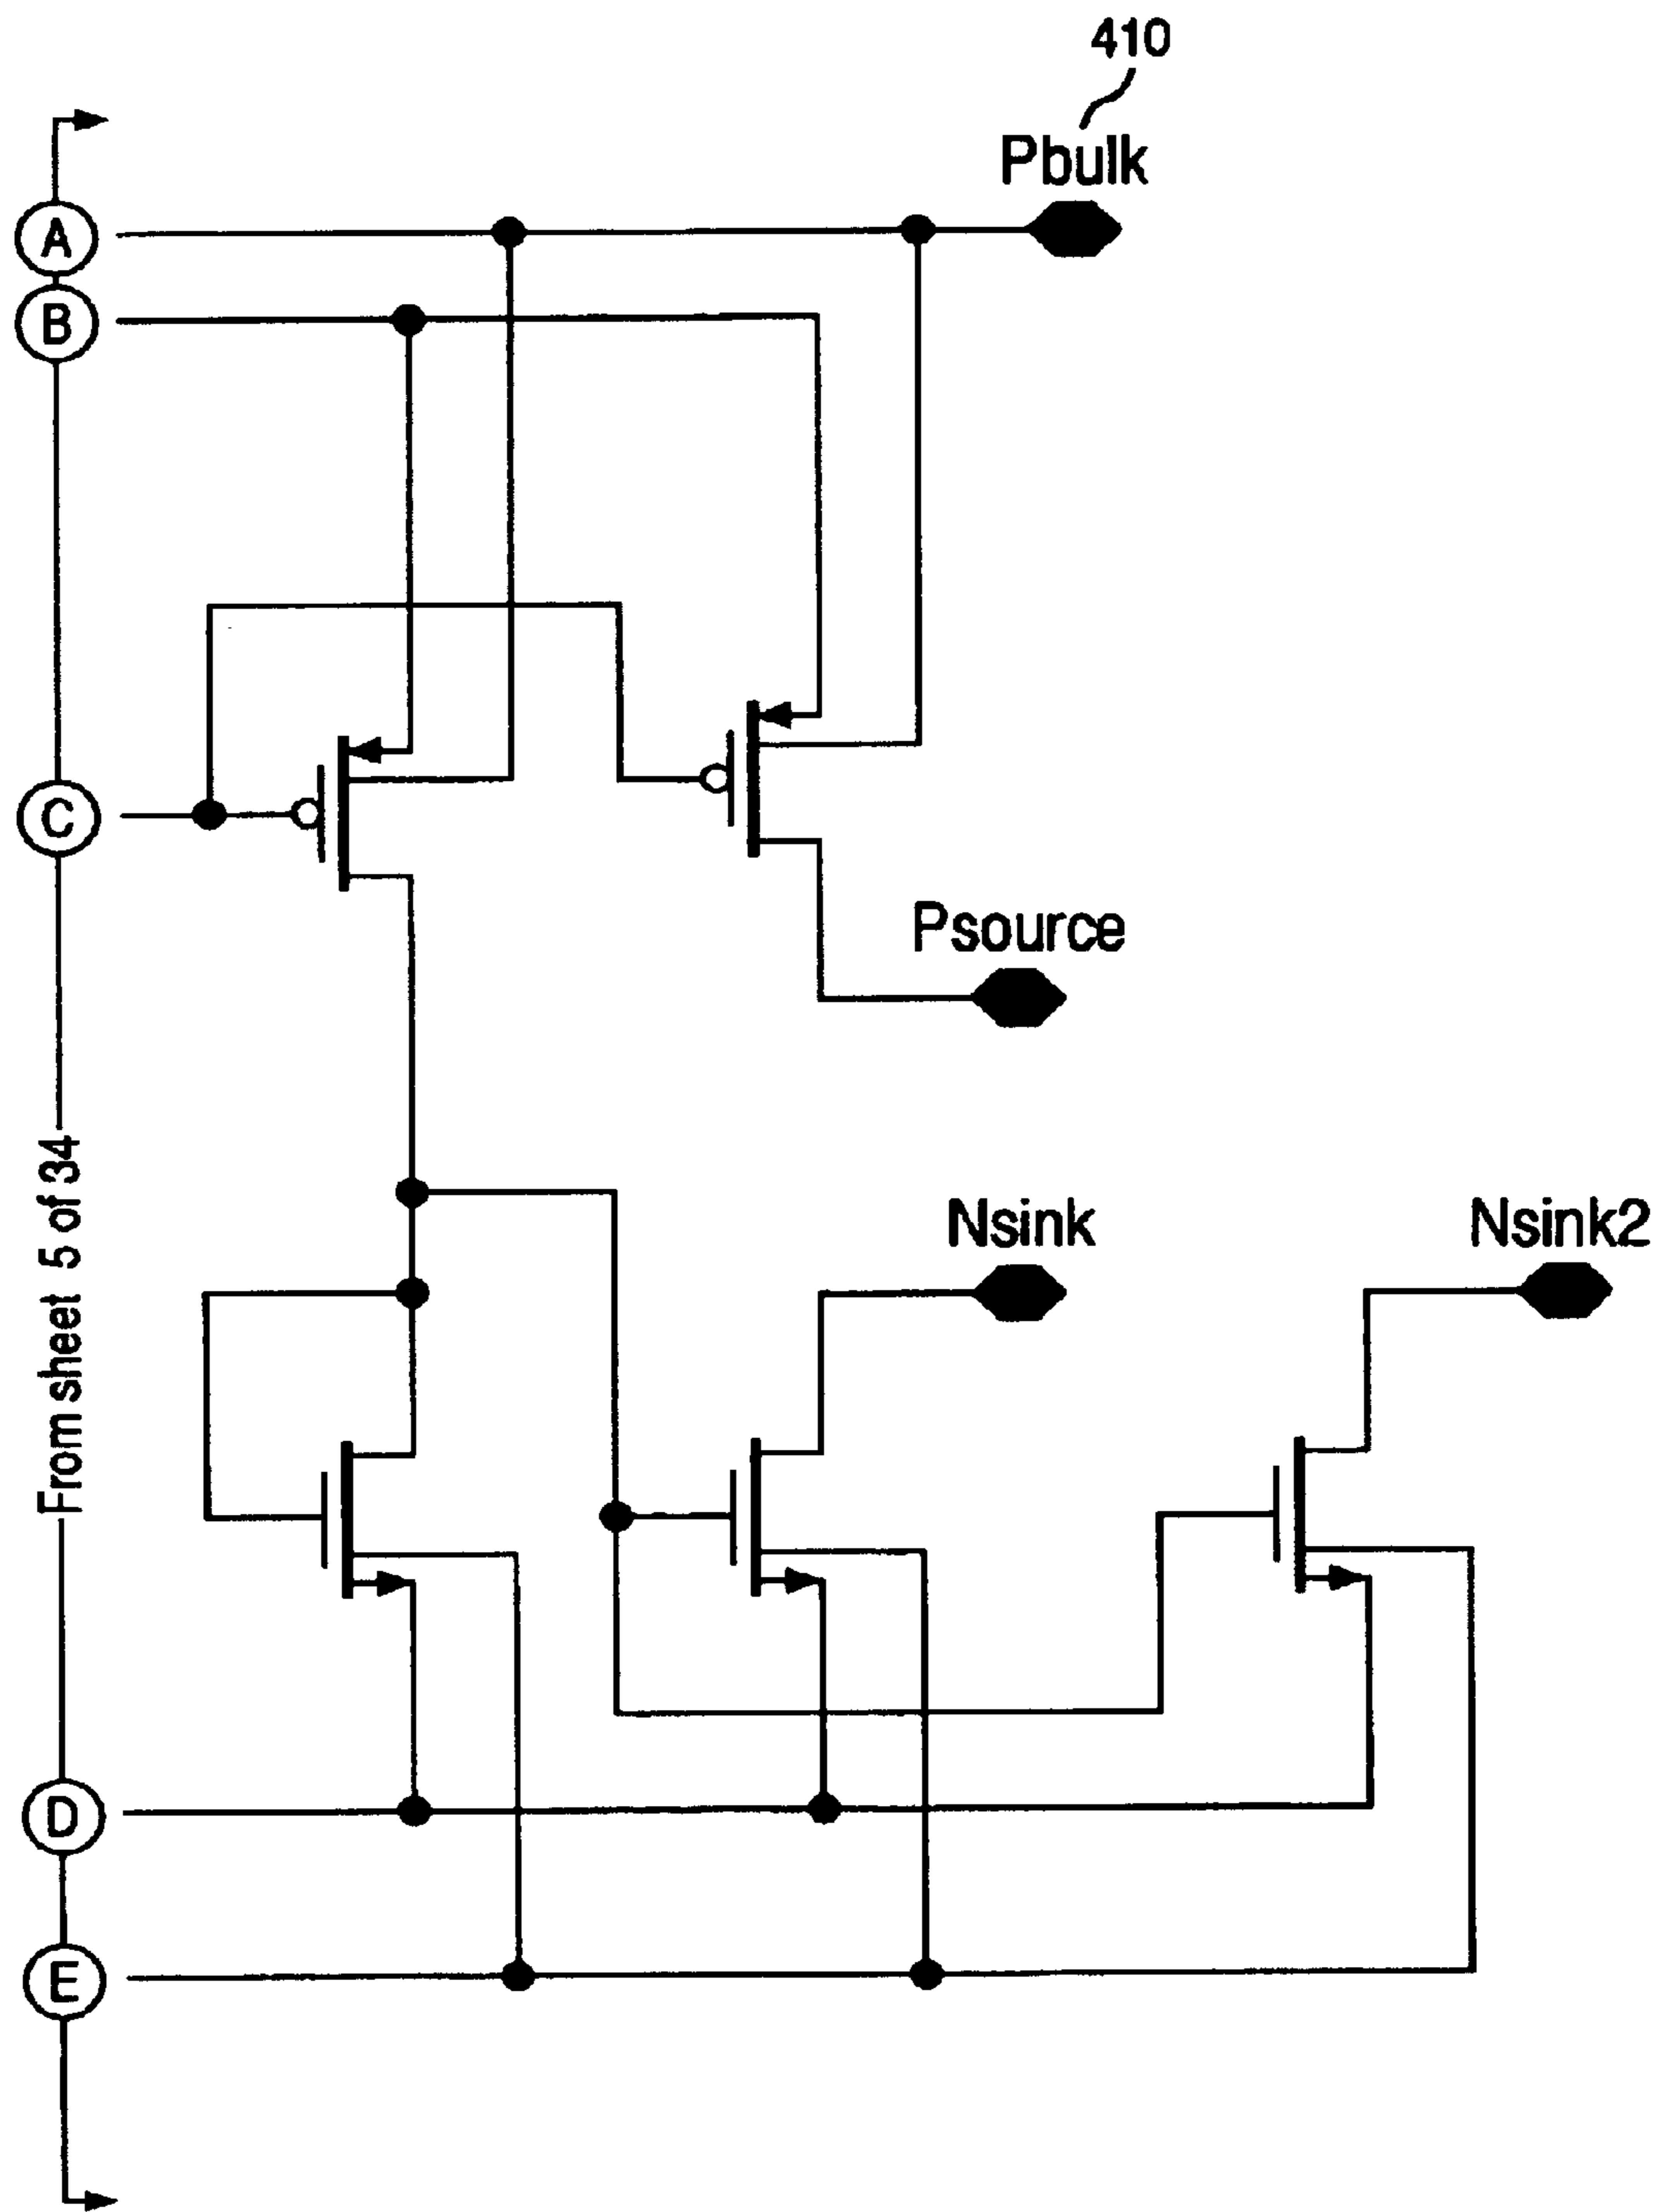 410
Pbulk
A
B
C
Psource
From sheet 5 of 34
Nsink
Nsink2
D
E